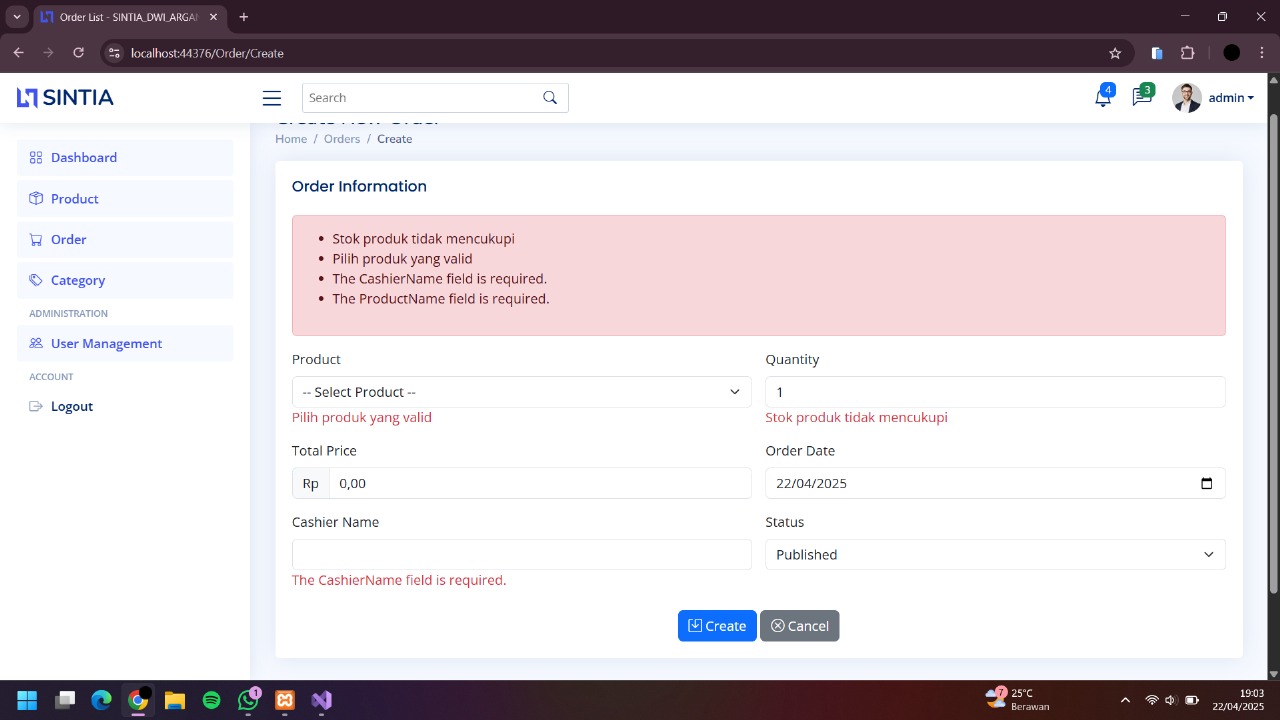 Order List - SINTIA_DWI_ARGAN
localhost:44376/Order/Create
SINTIA
Search
4
3
admin
Home / Orders / Create
Dashboard
Product
Order
Category
ADMINISTRATION
User Management
ACCOUNT
Logout
Order Information
Stok produk tidak mencukupi
Pilih produk yang valid
The CashierName field is required.
The ProductName field is required.
Product
Quantity
-- Select Product --
1
Pilih produk yang valid
Stok produk tidak mencukupi
Total Price
Order Date
Rp 0,00
22/04/2025
Cashier Name
Status
Published
The CashierName field is required.
Create
Cancel
1
7
25°C
Berawan
19:03
22/04/2025